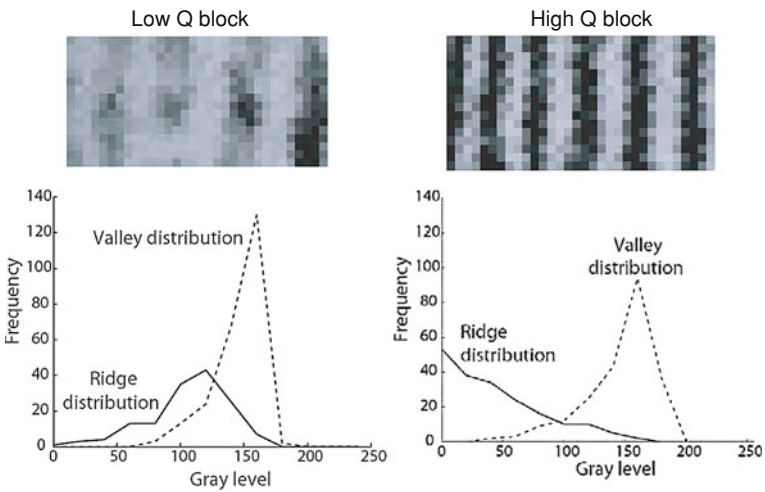 Low Q block
High Q block
140
120
100
80
60
40
20
0
Frequency
Valley distribution
Ridge
distribution
0
50
100
150
200
250
Gray level
140
120
100
80
60
40
20
0
Frequency
Valley
distribution
Ridge
distribution
0
50
100
150
200
250
Gray level